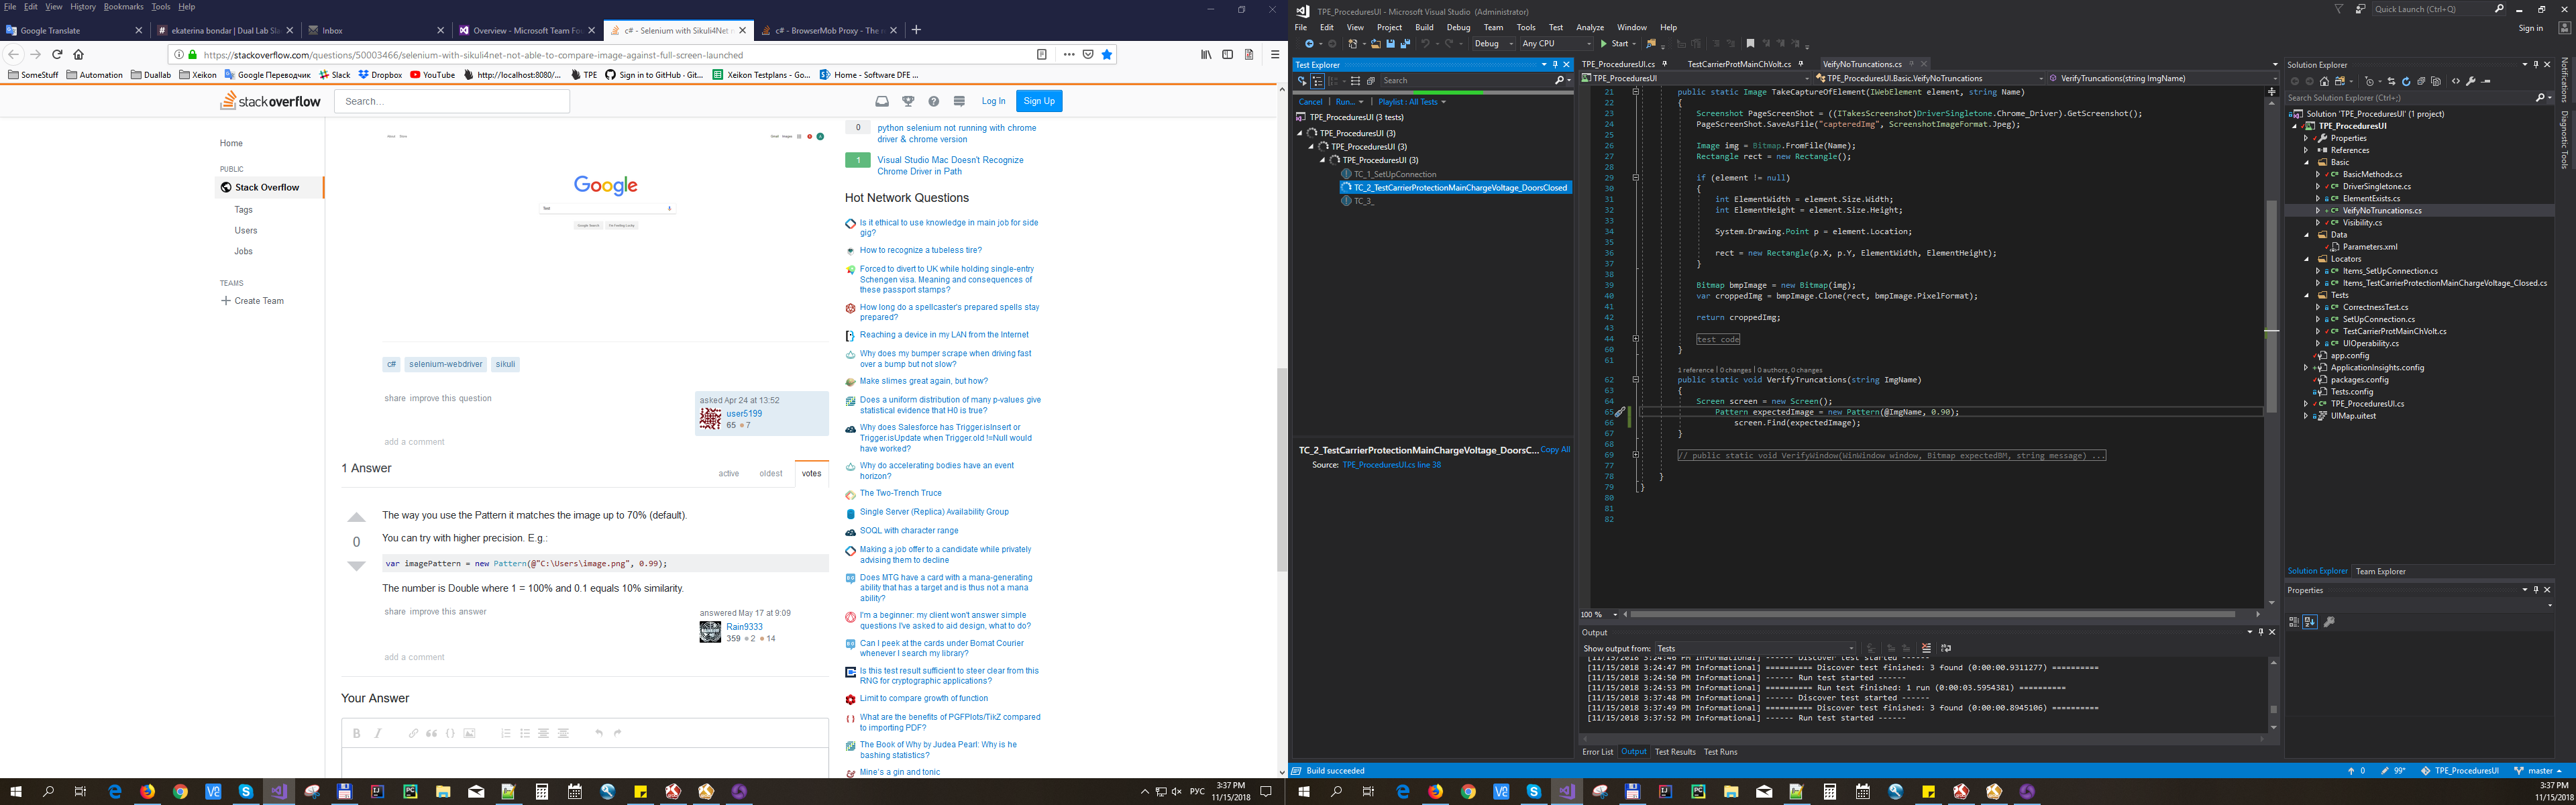 File Edit View History Bookmarks Tools Help
Google Translate
ekaterina bondar | Dual Lab Sla
Inbox
Overview - Microsoft Team Fou
c# - Selenium with Sikuli4Net n
c# - BrowserMob Proxy - The re
https://stackoverflow.com/questions/50003466/selenium-with-sikuli4net-not-able-to-compare-image-against-full-screen-launched
SomeStuff Automation Duallab Xeikon Google Переводчик Slack Dropbox YouTube http://localhost:8080/... TPE Sign in to GitHub · Git... Xeikon Testplans - Go... Home - Software DFE ...
stackoverflow
Search...
Log In Sign Up
Home
PUBLIC
Stack Overflow
Tags
Users
Jobs
TEAMS
Create Team
Google
Test
Google Search I'm Feeling Lucky
c# selenium-webdriver sikuli
share improve this question
asked Apr 24 at 13:52
user5199
65 7
add a comment
1 Answer
active oldest votes
The way you use the Pattern it matches the image up to 70% (default).
0
You can try with higher precision. E.g.:
var imagePattern = new Pattern(@"C:\Users\image.png", 0.99);
The number is Double where 1 = 100% and 0.1 equals 10% similarity.
share improve this answer
answered May 17 at 9:09
Rain9333
359 2 14
add a comment
Your Answer
0 python selenium not running with chrome
driver & chrome version
1 Visual Studio Mac Doesn't Recognize
Chrome Driver in Path
Hot Network Questions
Is it ethical to use knowledge in main job for side
gig?
How to recognize a tubeless tire?
Forced to divert to UK while holding single-entry
Schengen visa. Meaning and consequences of
these passport stamps?
How long do a spellcaster's prepared spells stay
prepared?
Reaching a device in my LAN from the Internet
Why does my bumper scrape when driving fast
over a bump but not slow?
Make slimes great again, but how?
Does a uniform distribution of many p-values give
statistical evidence that H0 is true?
Why does Salesforce has Trigger.isInsert or
Trigger.isUpdate when Trigger.old !=Null would
have worked?
Why do accelerating bodies have an event
horizon?
The Two-Trench Truce
Single Server (Replica) Availability Group
SOQL with character range
Making a job offer to a candidate while privately
advising them to decline
Does MTG have a card with a mana-generating
ability that has a target and is thus not a mana
ability?
I'm a beginner: my client won't answer simple
questions I've asked to aid design, what to do?
Can I peek at the cards under Bomat Courier
whenever I search my library?
Is this test result sufficient to steer clear from this
RNG for cryptographic applications?
Limit to compare growth of function
What are the benefits of PGFPlots/TikZ compared
to importing PDF?
The Book of Why by Judea Pearl: Why is he
bashing statistics?
Mine's a gin and tonic
РУС
3:37 PM
11/15/2018
TPE_ProceduresUI - Microsoft Visual Studio (Administrator)
Quick Launch (Ctrl+Q)
File Edit View Project Build Debug Team Tools Test Analyze Window Help
Sign in
Debug Any CPU Start
Test Explorer
Search
Cancel | Run... | Playlist : All Tests
TPE_ProceduresUI (3 tests)
TPE_ProceduresUI (3)
TPE_ProceduresUI (3)
TPE_ProceduresUI (3)
TC_1_SetUpConnection
TC_2_TestCarrierProtectionMainChargeVoltage_DoorsClosed
TC_3_
TC_2_TestCarrierProtectionMainChargeVoltage_DoorsC... Copy All
Source: TPE_ProceduresUI.cs line 38
TPE_ProceduresUI.cs TestCarrierProtMainChVolt.cs VeifyNoTruncations.cs
TPE_ProceduresUI TPE_ProceduresUI.Basic.VeifyNoTruncations VerifyTruncations(string ImgName)
21 public static Image TakeCaptureOfElement(IWebElement element, string Name)
22 {
23 Screenshot PageScreenShot = ((ITakesScreenshot)DriverSingletone.Chrome_Driver).GetScreenshot();
24 PageScreenShot.SaveAsFile("capteredImg", ScreenshotImageFormat.Jpeg);
25
26 Image img = Bitmap.FromFile(Name);
27 Rectangle rect = new Rectangle();
28
29 if (element != null)
30 {
31 int ElementWidth = element.Size.Width;
32 int ElementHeight = element.Size.Height;
33
34 System.Drawing.Point p = element.Location;
35
36 rect = new Rectangle(p.X, p.Y, ElementWidth, ElementHeight);
37 }
38
39 Bitmap bmpImage = new Bitmap(img);
40 var croppedImg = bmpImage.Clone(rect, bmpImage.PixelFormat);
41
42 return croppedImg;
43
44 test code
60 }
61
1 reference | 0 changes | 0 authors, 0 changes
62 public static void VerifyTruncations(string ImgName)
63 {
64 Screen screen = new Screen();
65 Pattern expectedImage = new Pattern(@ImgName, 0.90);
66 screen.Find(expectedImage);
67 }
68
69 // public static void VerifyWindow(WinWindow window, Bitmap expectedBM, string message) ...
77
78 }
79 }
80
81
82
100 %
Output
Show output from: Tests
[11/15/2018 3:24:46 PM Informational] ------ Discover test started ------
[11/15/2018 3:24:47 PM Informational] ========== Discover test finished: 3 found (0:00:00.9311277) ==========
[11/15/2018 3:24:50 PM Informational] ------ Run test started ------
[11/15/2018 3:24:53 PM Informational] ========== Run test finished: 1 run (0:00:03.5954381) ==========
[11/15/2018 3:37:48 PM Informational] ------ Discover test started ------
[11/15/2018 3:37:49 PM Informational] ========== Discover test finished: 3 found (0:00:00.8945106) ==========
[11/15/2018 3:37:52 PM Informational] ------ Run test started ------
Error List Output Test Results Test Runs
Solution Explorer
Search Solution Explorer (Ctrl+;)
Solution 'TPE_ProceduresUI' (1 project)
TPE_ProceduresUI
Properties
References
Basic
BasicMethods.cs
DriverSingletone.cs
ElementExists.cs
VeifyNoTruncations.cs
Visibility.cs
Data
Parameters.xml
Locators
Items_SetUpConnection.cs
Items_TestCarrierProtectionMainChargeVoltage_Closed.cs
Tests
CorrectnessTest.cs
SetUpConnection.cs
TestCarrierProtMainChVolt.cs
UIOperability.cs
app.config
ApplicationInsights.config
packages.config
Tests.config
TPE_ProceduresUI.cs
UIMap.uitest
Solution Explorer Team Explorer
Properties
Notifications
Diagnostic Tools
Build succeeded
0 99* TPE_ProceduresUI master
3:37 PM
11/15/2018